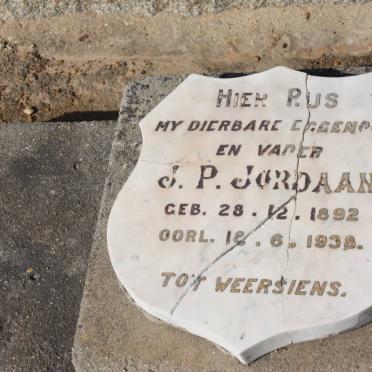 HIER RUS
MY DIERBARE EGGENO
EN VADER
J. P. JORDAAN
GEB. 28.12.1892
OORL. 18.6.1938.
TOT WEERSIENS.